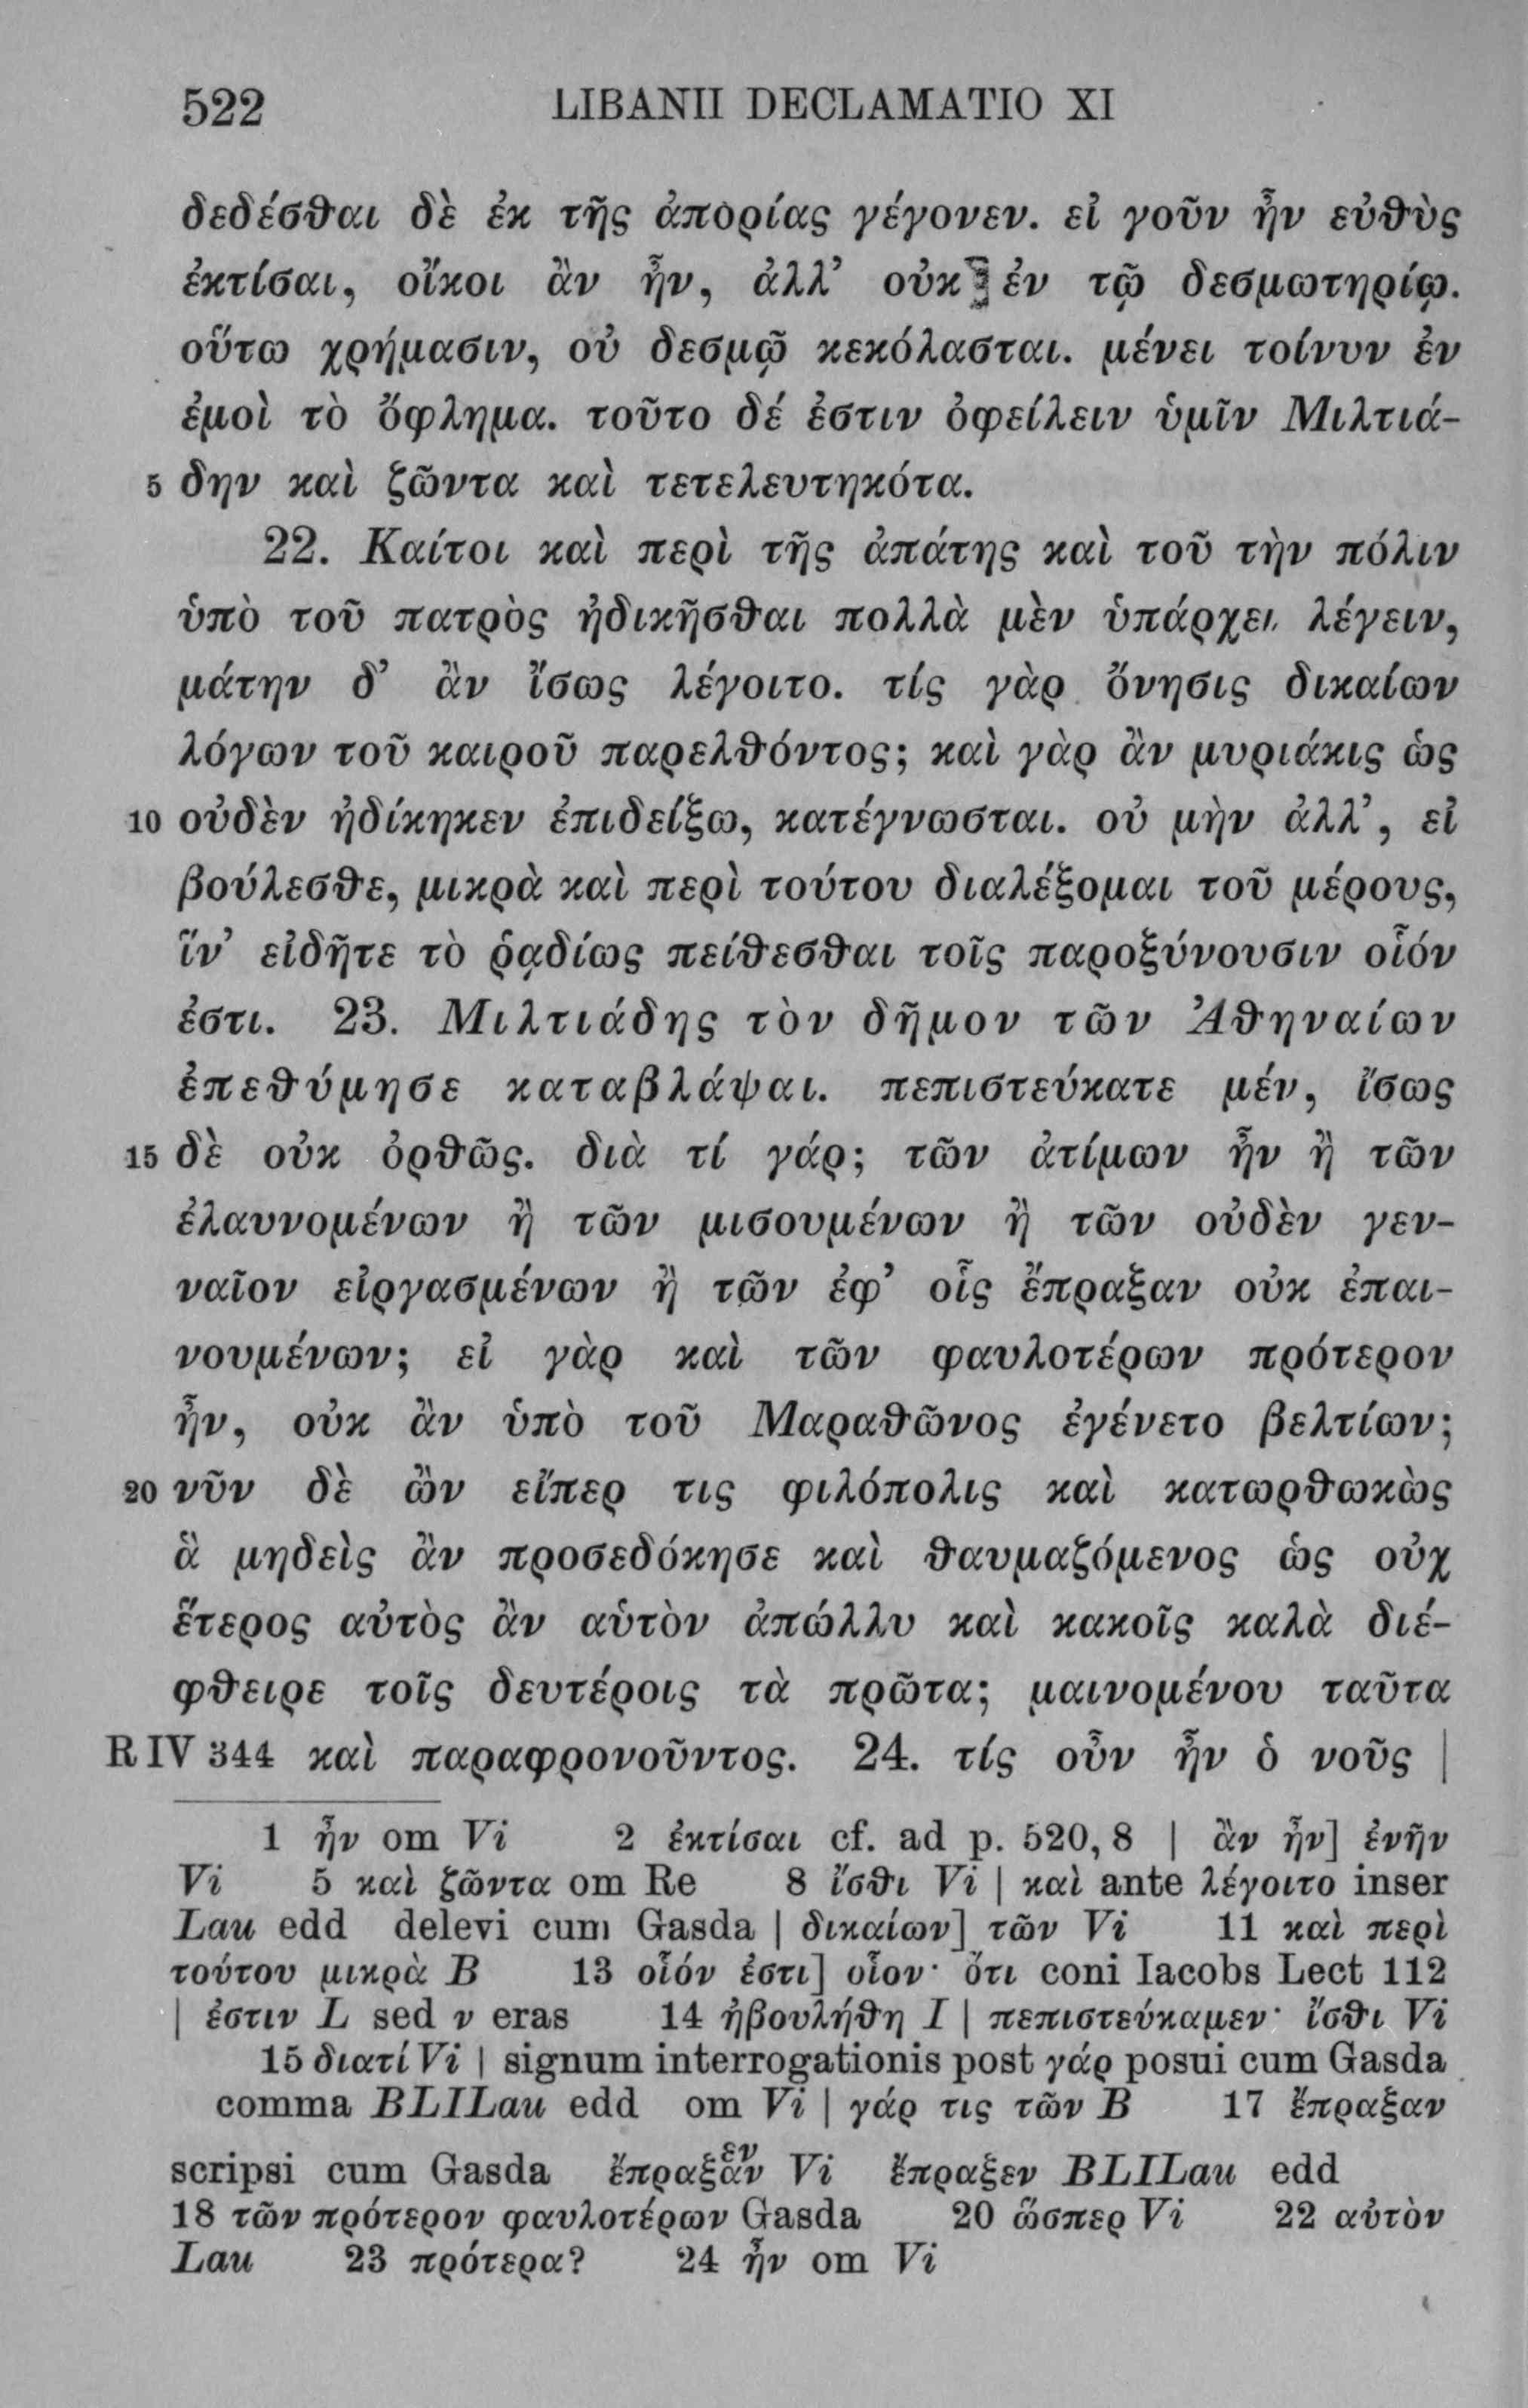 522 LIBANII DECLAMATIO XI
δεδέσθαι δὲ ἐκ τῆς ἀπορίας γέγονεν. εἰ γοῦν ἦν εὐθὺς
ἐκτίσαι, οἴκοι ἂν ἦν, ἀλλ’ οὐκ ἐν τῷ δεσμωτηρίῳ.
οὕτω χρήμασιν, οὐ δεσμῷ κεκόλασται. μένει τοίνυν ἐν
ἐμοὶ τὸ ὄφλημα. τοῦτο δέ ἐστιν ὀφείλειν ὑμῖν Μιλτιά-
5 δην καὶ ζῶντα καὶ τετελευτηκότα.
22. Καίτοι καὶ περὶ τῆς ἀπάτης καὶ τοῦ τὴν πόλιν
ὑπὸ τοῦ πατρὸς ἠδικῆσθαι πολλὰ μὲν ὑπάρχει λέγειν,
μάτην δ’ ἂν ἴσως λέγοιτο. τίς γὰρ ὄνησις δικαίων
λόγων τοῦ καιροῦ παρελθόντος; καὶ γὰρ ἂν μυριάκις ὡς
10 οὐδὲν ἠδίκηκεν ἐπιδείξω, κατέγνωσται. οὐ μὴν ἀλλ’, εἰ
βούλεσθε, μικρὰ καὶ περὶ τούτου διαλέξομαι τοῦ μέρους,
ἵν’ εἰδῆτε τὸ ῥᾳδίως πείθεσθαι τοῖς παροξύνουσιν οἷόν
ἐστι. 23. Μιλτιάδης τὸν δῆμον τῶν Ἀθηναίων
ἐπεθύμησε καταβλάψαι. πεπιστεύκατε μέν, ἴσως
15 δὲ οὐκ ὀρθῶς. διὰ τί γάρ; τῶν ἀτίμων ἦν ἢ τῶν
ἐλαυνομένων ἢ τῶν μισουμένων ἢ τῶν οὐδὲν γεν-
ναῖον εἰργασμένων ἢ τῶν ἐφ’ οἷς ἔπραξαν οὐκ ἐπαι-
νουμένων; εἰ γὰρ καὶ τῶν φαυλοτέρων πρότερον
ἦν, οὐκ ἂν ὑπὸ τοῦ Μαραθῶνος ἐγένετο βελτίων;
20 νῦν δὲ ὢν εἴπερ τις φιλόπολις καὶ κατωρθωκὼς
ἃ μηδεὶς ἂν προσεδόκησε καὶ θαυμαζόμενος ὡς οὐχ
ἕτερος αὐτὸς ἂν αὑτὸν ἀπώλλυ καὶ κακοῖς καλὰ διέ-
φθειρε τοῖς δευτέροις τὰ πρῶτα; μαινομένου ταῦτα
R IV 344 καὶ παραφρονοῦντος. 24. τίς οὖν ἦν ὁ νοῦς |
1 ἦν om Vi 2 ἐκτίσαι cf. ad p. 520, 8 | ἂν ἦν] ἐνῆν
Vi 5 καὶ ζῶντα om Re 8 ἴσθι Vi | καὶ ante λέγοιτο inser
Lau edd delevi cum Gasda | δικαίων] τῶν Vi 11 καὶ περὶ
τούτου μικρὰ B 13 οἷόν ἐστι] οἷον· ὅτι coni Iacobs Lect 112
| ἐστιν L sed ν eras 14 ἠβουλήθη I | πεπιστεύκαμεν· ἴσθι Vi
15 διατί Vi | signum interrogationis post γάρ posui cum Gasda
comma BLILau edd om Vi | γάρ τις τῶν B 17 ἔπραξαν
scripsi cum Gasda ἔπραξαν εν Vi ἔπραξεν BLILau edd
18 τῶν πρότερον φαυλοτέρων Gasda 20 ὥσπερ Vi 22 αὐτὸν
Lau 23 πρότερα? 24 ἦν om Vi